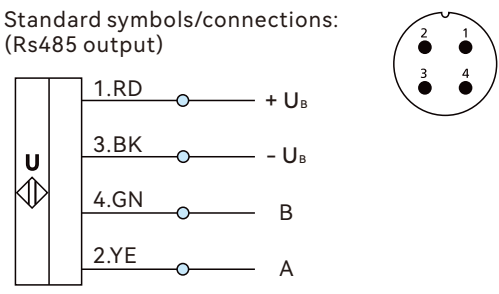 Standard symbols/connections:
(Rs485 output)
2 1
3 4
1.RD + UB
3.BK - UB
U
4.GN B
2.YE A